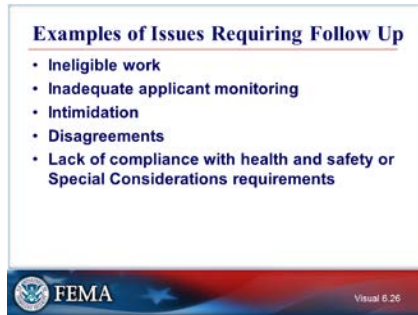 Examples of Issues Requiring Follow Up
• Ineligible work
• Inadequate applicant monitoring
• Intimidation
• Disagreements
• Lack of compliance with health and safety or
Special Considerations requirements
FEMA
Visual 6.26